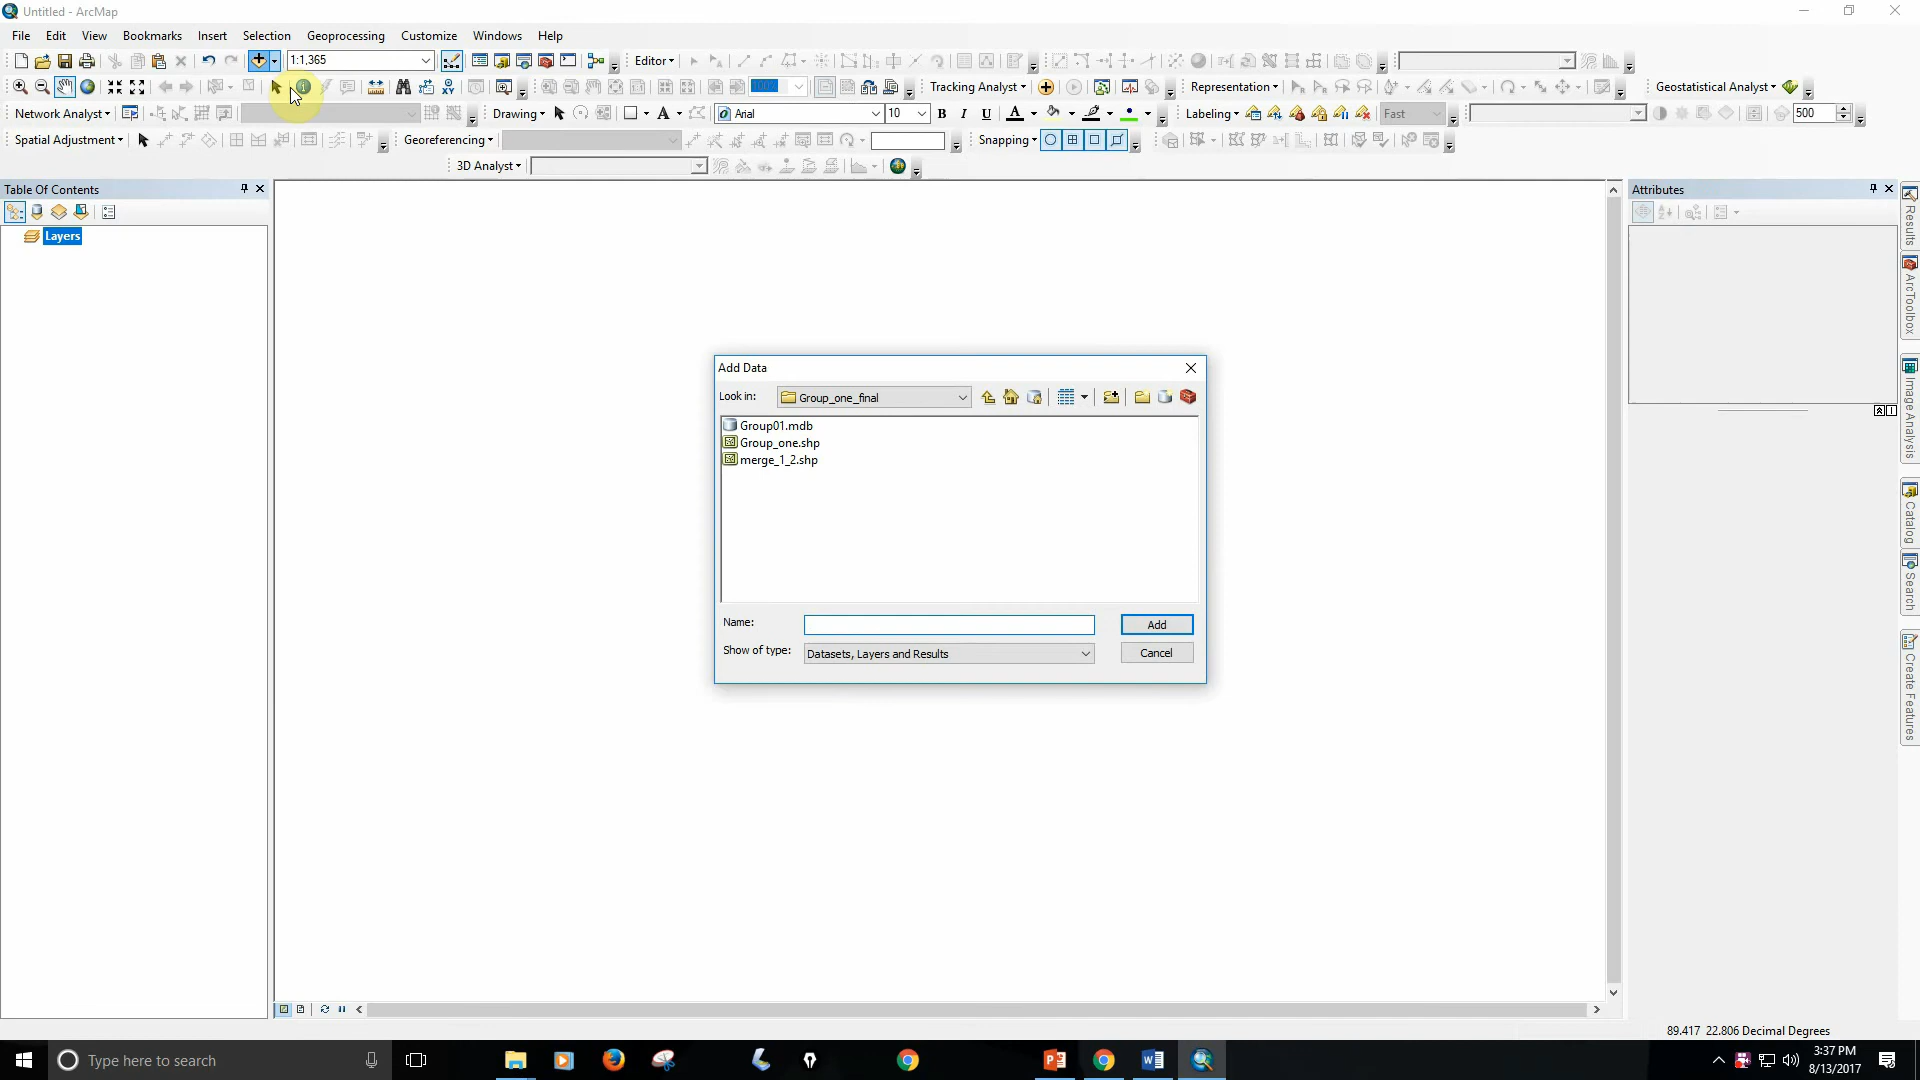 Untitled - ArcMap
File Edit View Bookmarks Insert Selection Geoprocessing Customize Windows Help
1:1,365 Editor
100% Tracking Analyst Representation Geostatistical Analyst
Network Analyst Drawing A Arial 10 B I U A Labeling Fast 500
Spatial Adjustment Georeferencing Snapping
3D Analyst
Table Of Contents
Layers
Add Data
Look in: Group_one_final
Group01.mdb
Group_one.shp
merge_1_2.shp
Name: Add
Show of type: Datasets, Layers and Results Cancel
Attributes
Results
ArcToolbox
Image Analysis
Catalog
Search
Create Features
89.417 22.806 Decimal Degrees
Type here to search
3:37 PM
8/13/2017